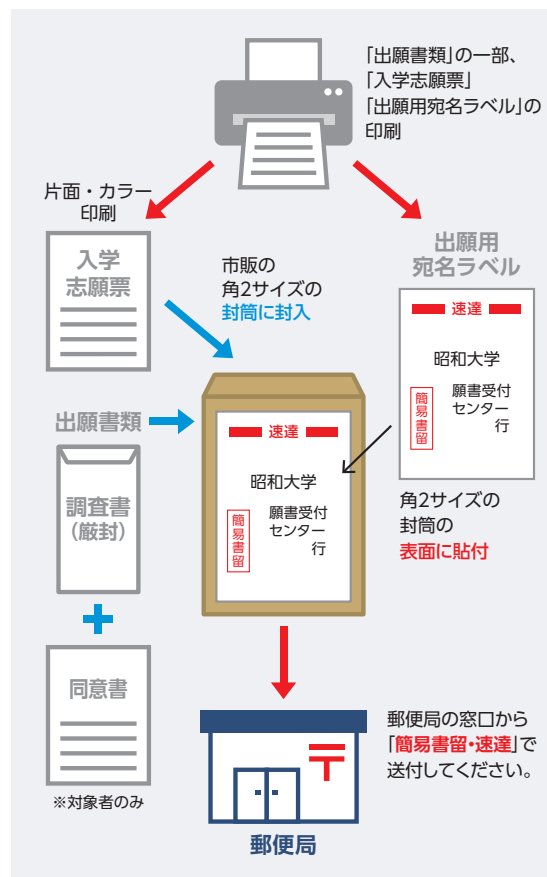 「出願書類」の一部、
「入学志願票」
「出願用宛名ラベル」の
印刷
片面・カラー
印刷
入学
志願票
市販の
角2サイズの
封筒に封入
出願用
宛名ラベル
速達
昭和大学
簡易書留
願書受付
センター
行
角2サイズの
封筒の
表面に貼付
出願書類
調査書
（厳封）
同意書
※対象者のみ
速達
昭和大学
簡易書留
願書受付
センター
行
郵便局の窓口から
「簡易書留・速達」で
送付してください。
郵便局